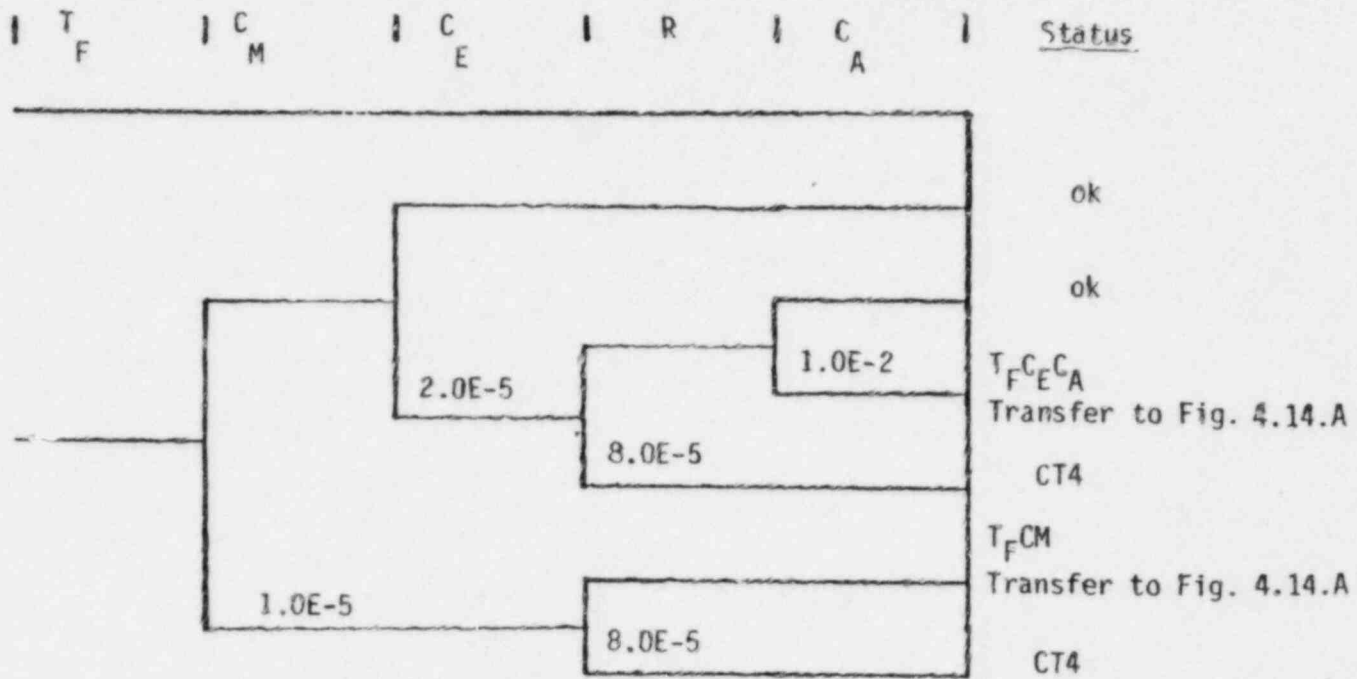 T_F C_M C_E R C_A Status
ok
ok
1.0E-2 T_FC_EC_A
2.0E-5 Transfer to Fig. 4.14.A
8.0E-5 CT4
T_FCM
1.0E-5 Transfer to Fig. 4.14.A
8.0E-5 CT4